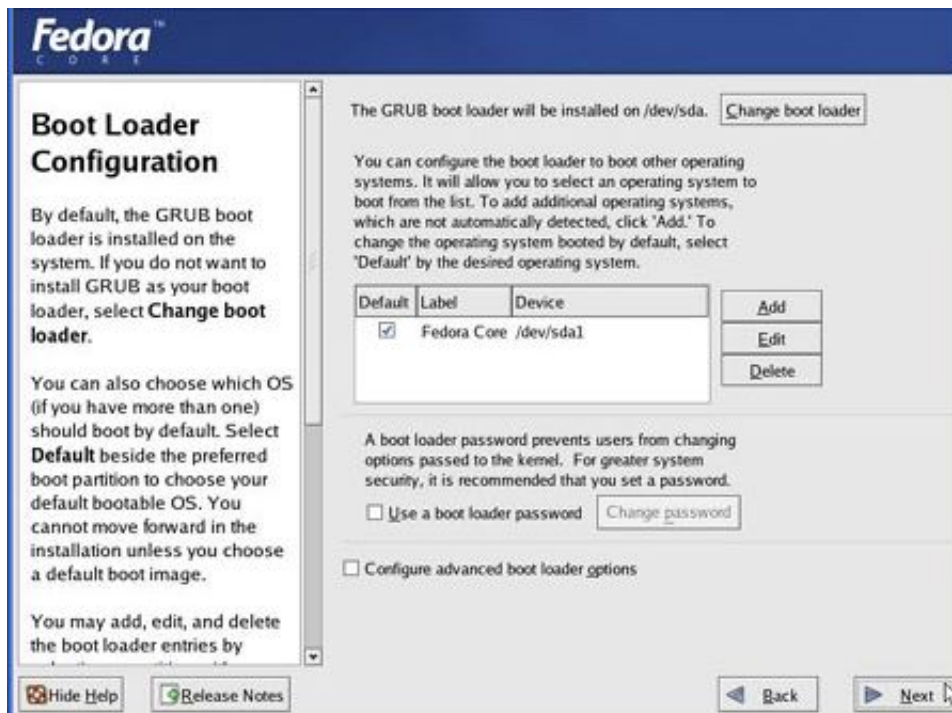 Fedora™
CORE
Boot Loader
Configuration
By default, the GRUB boot
loader is installed on the
system. If you do not want to
install GRUB as your boot
loader, select Change boot
loader.
You can also choose which OS
(if you have more than one)
should boot by default. Select
Default beside the preferred
boot partition to choose your
default bootable OS. You
cannot move forward in the
installation unless you choose
a default boot image.
You may add, edit, and delete
the boot loader entries by
The GRUB boot loader will be installed on /dev/sda.
Change boot loader
You can configure the boot loader to boot other operating
systems. It will allow you to select an operating system to
boot from the list. To add additional operating systems,
which are not automatically detected, click 'Add.' To
change the operating system booted by default, select
'Default' by the desired operating system.
Default Label Device
Fedora Core /dev/sda1
Add
Edit
Delete
A boot loader password prevents users from changing
options passed to the kernel. For greater system
security, it is recommended that you set a password.
Use a boot loader password
Change password
Configure advanced boot loader options
Hide Help
Release Notes
Back
Next